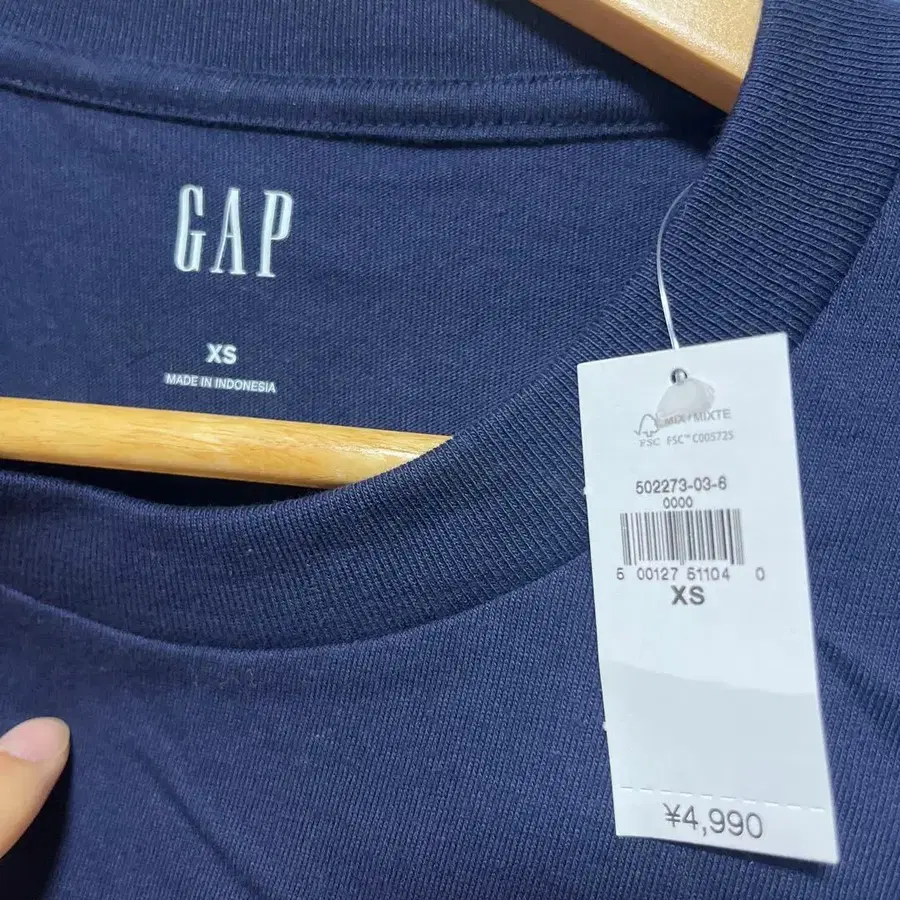 GAP
XS
MADE IN INDONESIA
MIX/MIXTE
FSC FSC™ C005725
502273-03-6
0000
5 00127 51104 0
XS
¥4,990